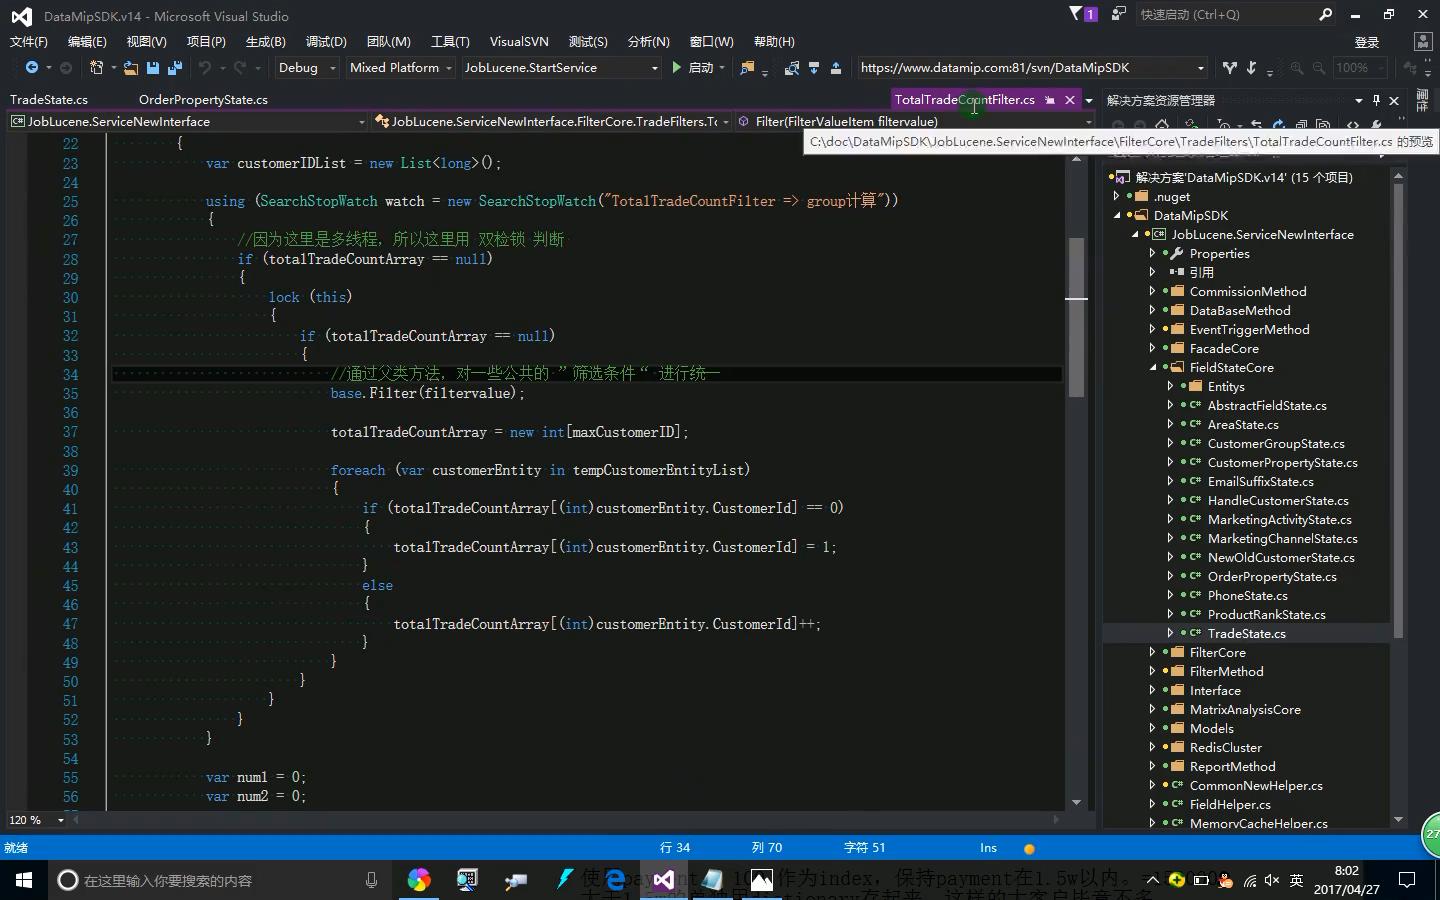 DataMipSDK.v14 - Microsoft Visual Studio
1
快速启动 (Ctrl+Q)
文件(F) 编辑(E) 视图(V) 项目(P) 生成(B) 调试(D) 团队(M) 工具(T) VisualSVN 测试(S) 分析(N) 窗口(W) 帮助(H)
登录
Debug Mixed Platform JobLucene.StartService 启动 https://www.datamip.com:81/svn/DataMipSDK 100%
TradeState.cs OrderPropertyState.cs TotalTradeCountFilter.cs
解决方案资源管理器
属性
JobLucene.ServiceNewInterface JobLucene.ServiceNewInterface.FilterCore.TradeFilters.Tc Filter(FilterValueItem filtervalue)
C:\doc\DataMipSDK\JobLucene.ServiceNewInterface\FilterCore\TradeFilters\TotalTradeCountFilter.cs 的预览
22 {
23 var customerIDList = new List<long>();
24
25 using (SearchStopWatch watch = new SearchStopWatch("TotalTradeCountFilter => group计算"))
26 {
27 //因为这里是多线程，所以这里用 双检锁 判断
28 if (totalTradeCountArray == null)
29 {
30 lock (this)
31 {
32 if (totalTradeCountArray == null)
33 {
34 //通过父类方法，对一些公共的 ”筛选条件“ 进行统一
35 base.Filter(filtervalue);
36
37 totalTradeCountArray = new int[maxCustomerID];
38
39 foreach (var customerEntity in tempCustomerEntityList)
40 {
41 if (totalTradeCountArray[(int)customerEntity.CustomerId] == 0)
42 {
43 totalTradeCountArray[(int)customerEntity.CustomerId] = 1;
44 }
45 else
46 {
47 totalTradeCountArray[(int)customerEntity.CustomerId]++;
48 }
49 }
50 }
51 }
52 }
53 }
54
55 var num1 = 0;
56 var num2 = 0;
解决方案'DataMipSDK.v14' (15 个项目)
.nuget
DataMipSDK
JobLucene.ServiceNewInterface
Properties
引用
CommissionMethod
DataBaseMethod
EventTriggerMethod
FacadeCore
FieldStateCore
Entitys
AbstractFieldState.cs
AreaState.cs
CustomerGroupState.cs
CustomerPropertyState.cs
EmailSuffixState.cs
HandleCustomerState.cs
MarketingActivityState.cs
MarketingChannelState.cs
NewOldCustomerState.cs
OrderPropertyState.cs
PhoneState.cs
ProductRankState.cs
TradeState.cs
FilterCore
FilterMethod
Interface
MatrixAnalysisCore
Models
RedisCluster
ReportMethod
CommonNewHelper.cs
FieldHelper.cs
MemoryCacheHelper.cs
27
120 %
就绪 行 34 列 70 字符 51 Ins
在这里输入你要搜索的内容
作为index，保持payment在1.5w以内。
英
8:02
2017/04/27